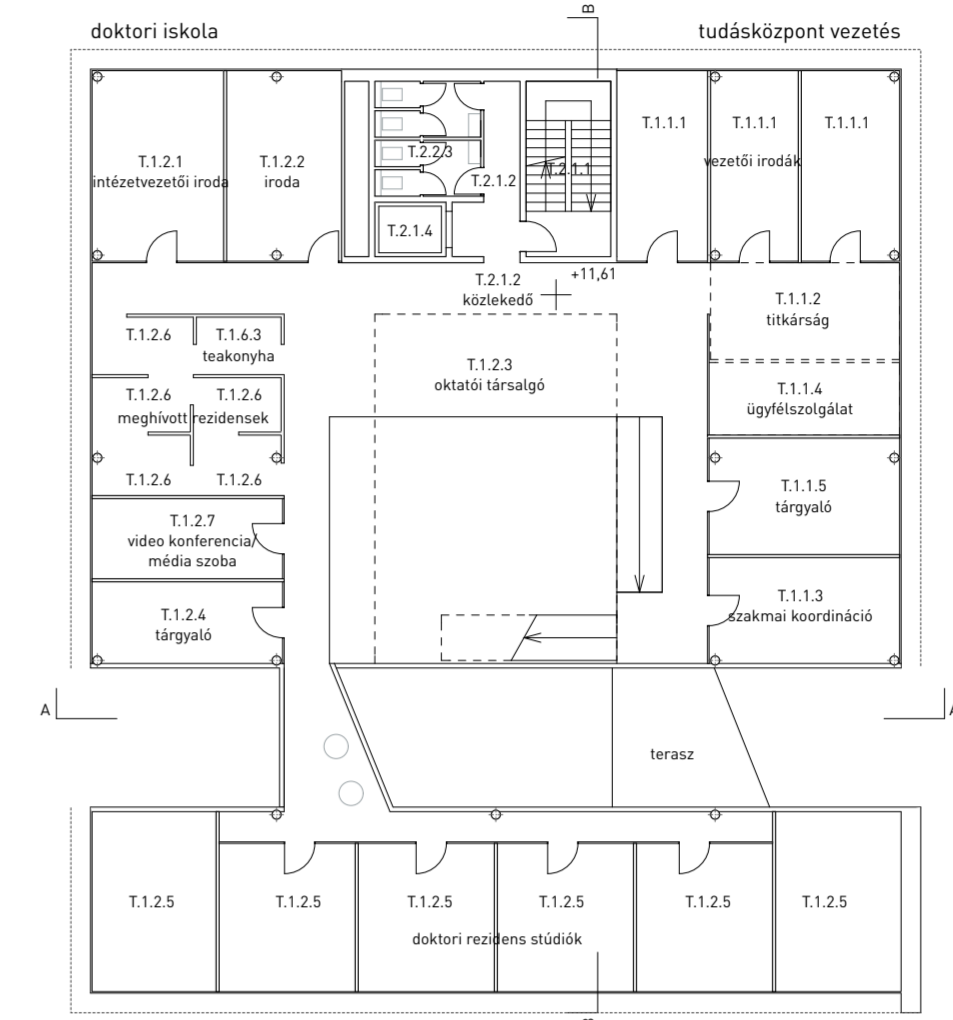 B
doktori iskola
tudásközpont vezetés
T.1.2.1
intézetvezetői iroda
T.1.2.2
iroda
T.2.2.3
T.2.1.2
T.2.1.1
T.2.1.4
T.1.1.1
T.1.1.1
T.1.1.1
vezetői irodák
T.2.1.2
közlekedő
+11,61
T.1.1.2
titkárság
T.1.2.6
T.1.6.3
teakonyha
T.1.2.3
oktatói társalgó
T.1.1.4
ügyfélszolgálat
T.1.2.6
T.1.2.6
meghívott rezidensek
T.1.2.6
T.1.2.6
T.1.1.5
tárgyaló
T.1.2.7
video konferencia/
média szoba
T.1.1.3
szakmai koordináció
T.1.2.4
tárgyaló
A
A
terasz
T.1.2.5
T.1.2.5
T.1.2.5
T.1.2.5
T.1.2.5
T.1.2.5
doktori rezidens stúdiók